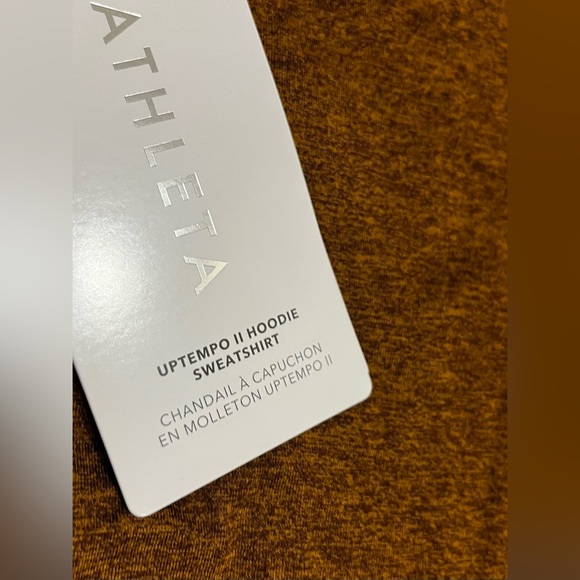 ATHLETA
UPTEMPO II HOODIE
SWEATSHIRT
CHANDAIL À CAPUCHON
EN MOLLETON UPTEMPO II